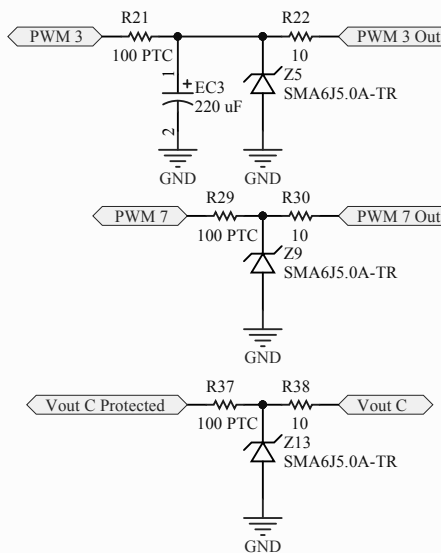 R21
R22
PWM 3
PWM 3 Out
100 PTC
10
1
EC3
220 uF
2
Z5
SMA6J5.0A-TR
GND
GND
R29
R30
PWM 7
PWM 7 Out
100 PTC
10
Z9
SMA6J5.0A-TR
GND
R37
R38
Vout C Protected
Vout C
100 PTC
10
Z13
SMA6J5.0A-TR
GND